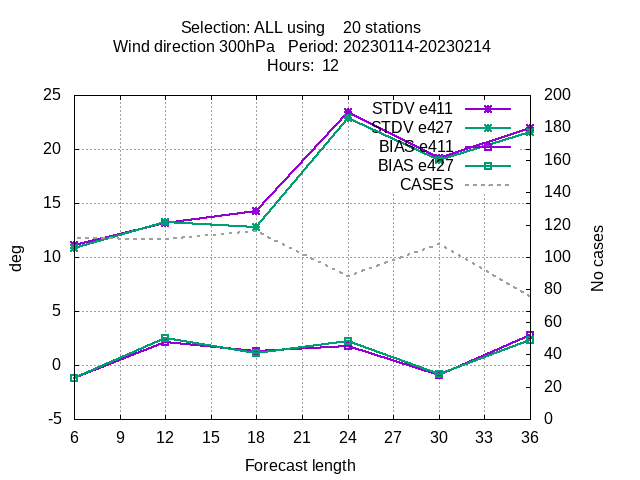 Selection: ALL using    20 stations
Wind direction 300hPa   Period: 20230114-20230214
Hours:  12
25
20
15
10
5
0
-5
deg
200
180
160
140
120
100
80
60
40
20
0
No cases
STDV e411
STDV e427
BIAS e411
BIAS e427
CASES
6 9 12 15 18 21 24 27 30 33 36
Forecast length